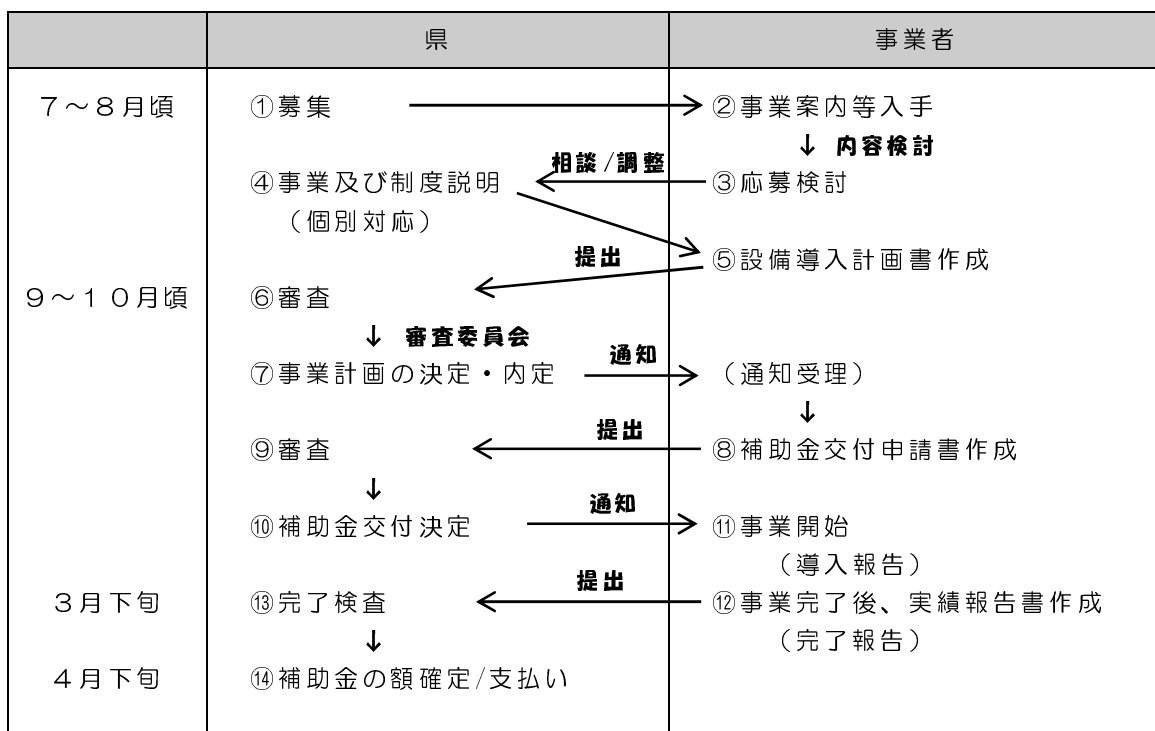 県 事業者
７～８月頃 ①募集 ②事業案内等入手
↓ 内容検討
相談/調整
④事業及び制度説明 ③応募検討
（個別対応）
提出 ⑤設備導入計画書作成
９～１０月頃 ⑥審査
↓ 審査委員会
通知
⑦事業計画の決定・内定 （通知受理）
↓
提出
⑨審査 ⑧補助金交付申請書作成
↓
通知
⑩補助金交付決定 ⑪事業開始
（導入報告）
提出
３月下旬 ⑬完了検査 ⑫事業完了後、実績報告書作成
↓ （完了報告）
４月下旬 ⑭補助金の額確定/支払い